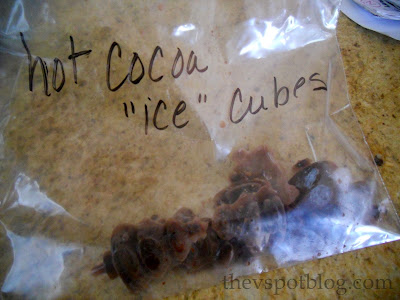 hot cocoa
"ice" cubes
thevspotblog.com